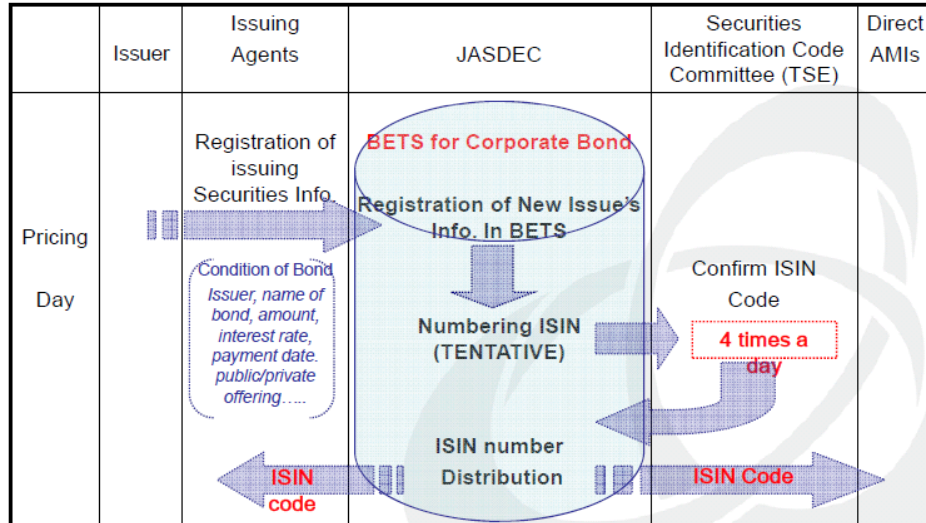 Issuer
Issuing
Agents
JASDEC
Securities
Identification Code
Committee (TSE)
Direct
AMIs
Pricing
Day
Registration of
issuing
Securities Info.
Condition of Bond
Issuer, name of
bond, amount,
interest rate,
payment date.
public/private
offering.....
BETS for Corporate Bond
Registration of New Issue's
Info. In BETS
Numbering ISIN
(TENTATIVE)
Confirm ISIN
Code
4 times a
day
ISIN number
Distribution
ISIN
code
ISIN Code